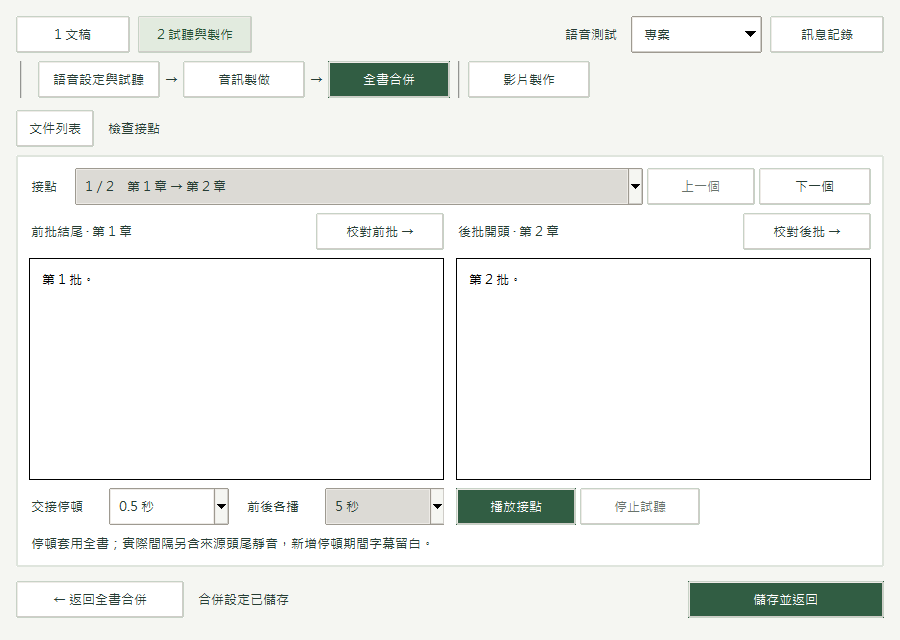 1 文稿
2 試聽與製作
語音測試
專案
訊息記錄
語音設定與試聽
→
音訊製做
→
全書合併
影片製作
文件列表
檢查接點
接點
1 / 2 第 1 章 → 第 2 章
上一個
下一個
前批結尾 · 第 1 章
校對前批 →
後批開頭 · 第 2 章
校對後批 →
第 1 批。
第 2 批。
交接停頓
0.5 秒
前後各播
5 秒
播放接點
停止試聽
停頓套用全書；實際間隔另含來源頭尾靜音，新增停頓期間字幕留白。
← 返回全書合併
合併設定已儲存
儲存並返回